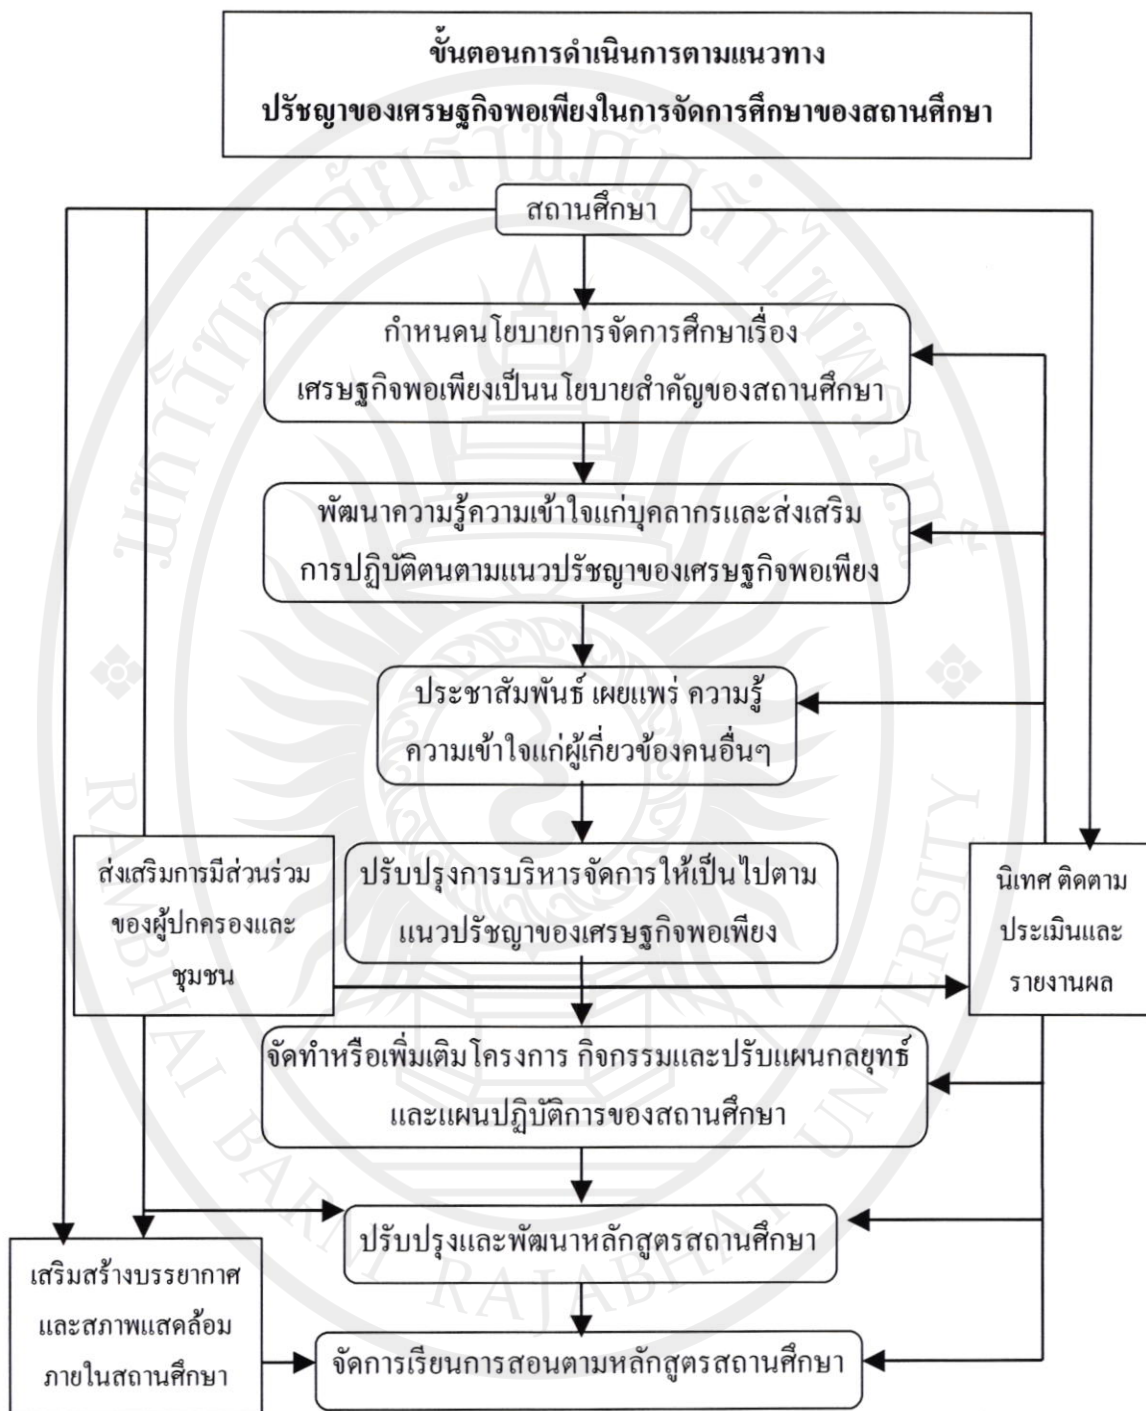 ขั้นตอนการดำเนินการตามแนวทาง
ปรัชญาของเศรษฐกิจพอเพียงในการจัดการศึกษาของสถานศึกษา
สถานศึกษา
กำหนดนโยบายการจัดการศึกษาเรื่อง
เศรษฐกิจพอเพียงเป็นนโยบายสำคัญของสถานศึกษา
พัฒนาความรู้ความเข้าใจแก่บุคลากรและส่งเสริม
การปฏิบัติตนตามแนวปรัชญาของเศรษฐกิจพอเพียง
ประชาสัมพันธ์ เผยแพร่ ความรู้
ความเข้าใจแก่ผู้เกี่ยวข้องคนอื่นๆ
ส่งเสริมการมีส่วนร่วม
ของผู้ปกครองและ
ชุมชน
ปรับปรุงการบริหารจัดการให้เป็นไปตาม
แนวปรัชญาของเศรษฐกิจพอเพียง
นิเทศ ติดตาม
ประเมินและ
รายงานผล
จัดทำหรือเพิ่มเติมโครงการ กิจกรรมและปรับแผนกลยุทธ์
และแผนปฏิบัติการของสถานศึกษา
ปรับปรุงและพัฒนาหลักสูตรสถานศึกษา
เสริมสร้างบรรยากาศ
และสภาพแสดล้อม
ภายในสถานศึกษา
จัดการเรียนการสอนตามหลักสูตรสถานศึกษา
มหาวิทยาลัยราชภัฏรำไพพรรณี
RAMBHAI BARNI RAJABHAT UNIVERSITY